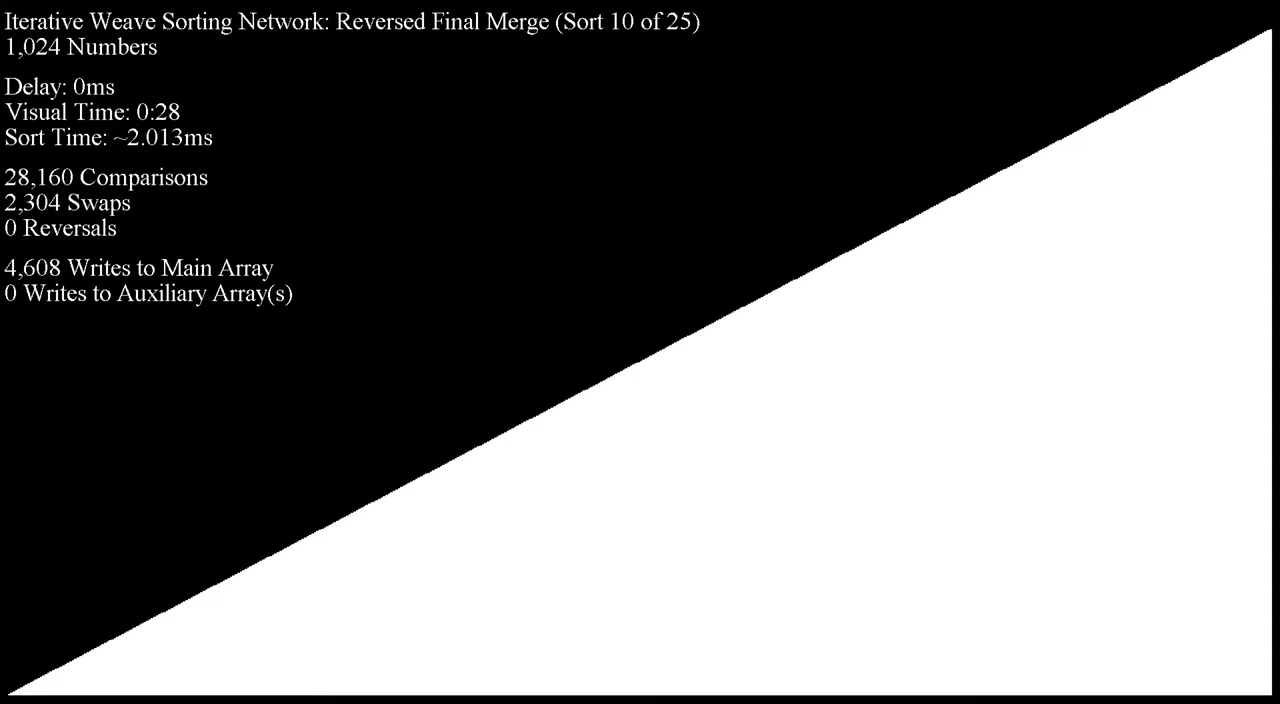 Iterative Weave Sorting Network: Reversed Final Merge (Sort 10 of 25)
1,024 Numbers
Delay: 0ms
Visual Time: 0:28
Sort Time: ~2.013ms
28,160 Comparisons
2,304 Swaps
0 Reversals
4,608 Writes to Main Array
0 Writes to Auxiliary Array(s)